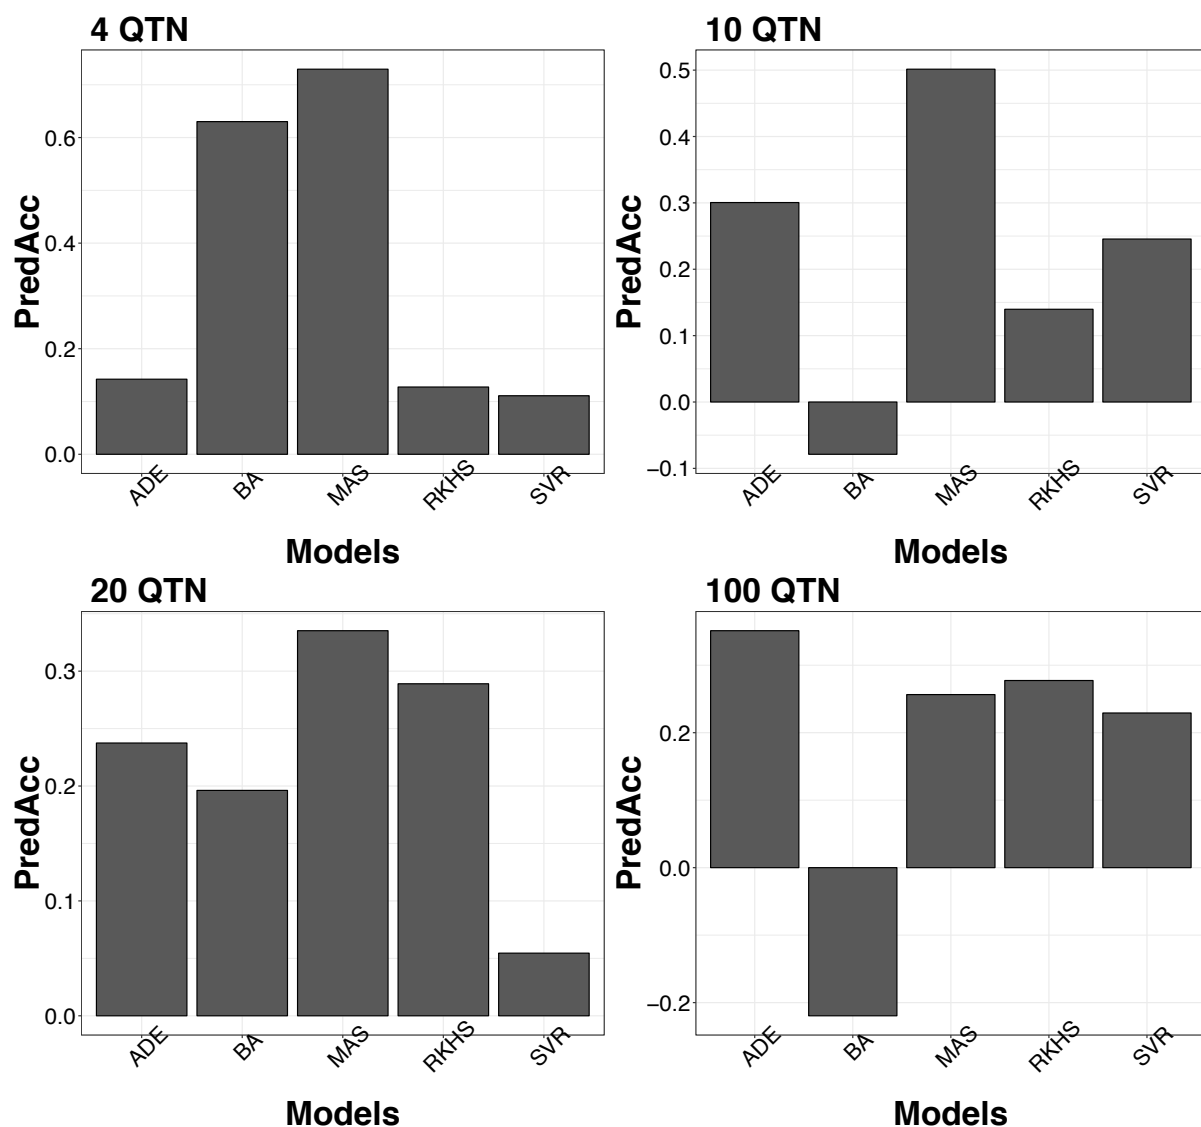 4 QTN
PredAcc
0.6
0.4
0.2
0.0
ADE BA MAS RKHS SVR
Models
10 QTN
PredAcc
0.5
0.4
0.3
0.2
0.1
0.0
−0.1
ADE BA MAS RKHS SVR
Models
20 QTN
PredAcc
0.3
0.2
0.1
0.0
ADE BA MAS RKHS SVR
Models
100 QTN
PredAcc
0.2
0.0
−0.2
ADE BA MAS RKHS SVR
Models